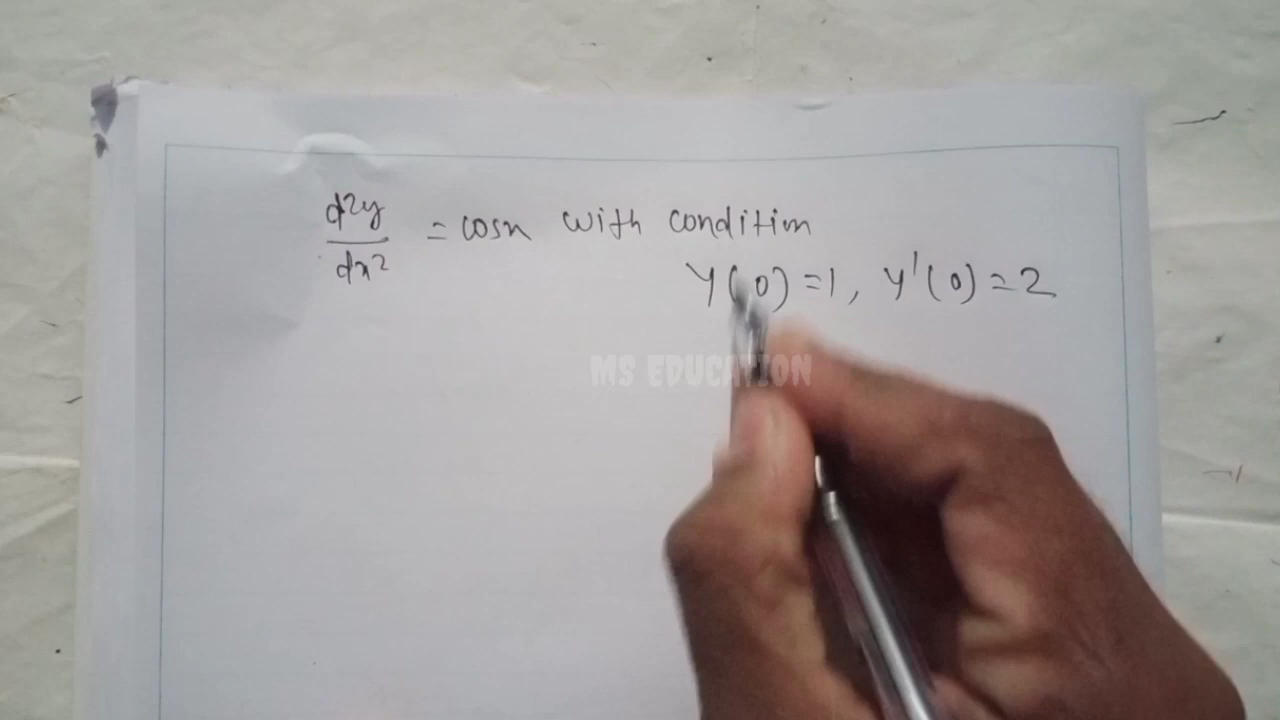 d²y/dx² = cosx with condition
y(0)=1, y'(0)=2
MS EDUCATION